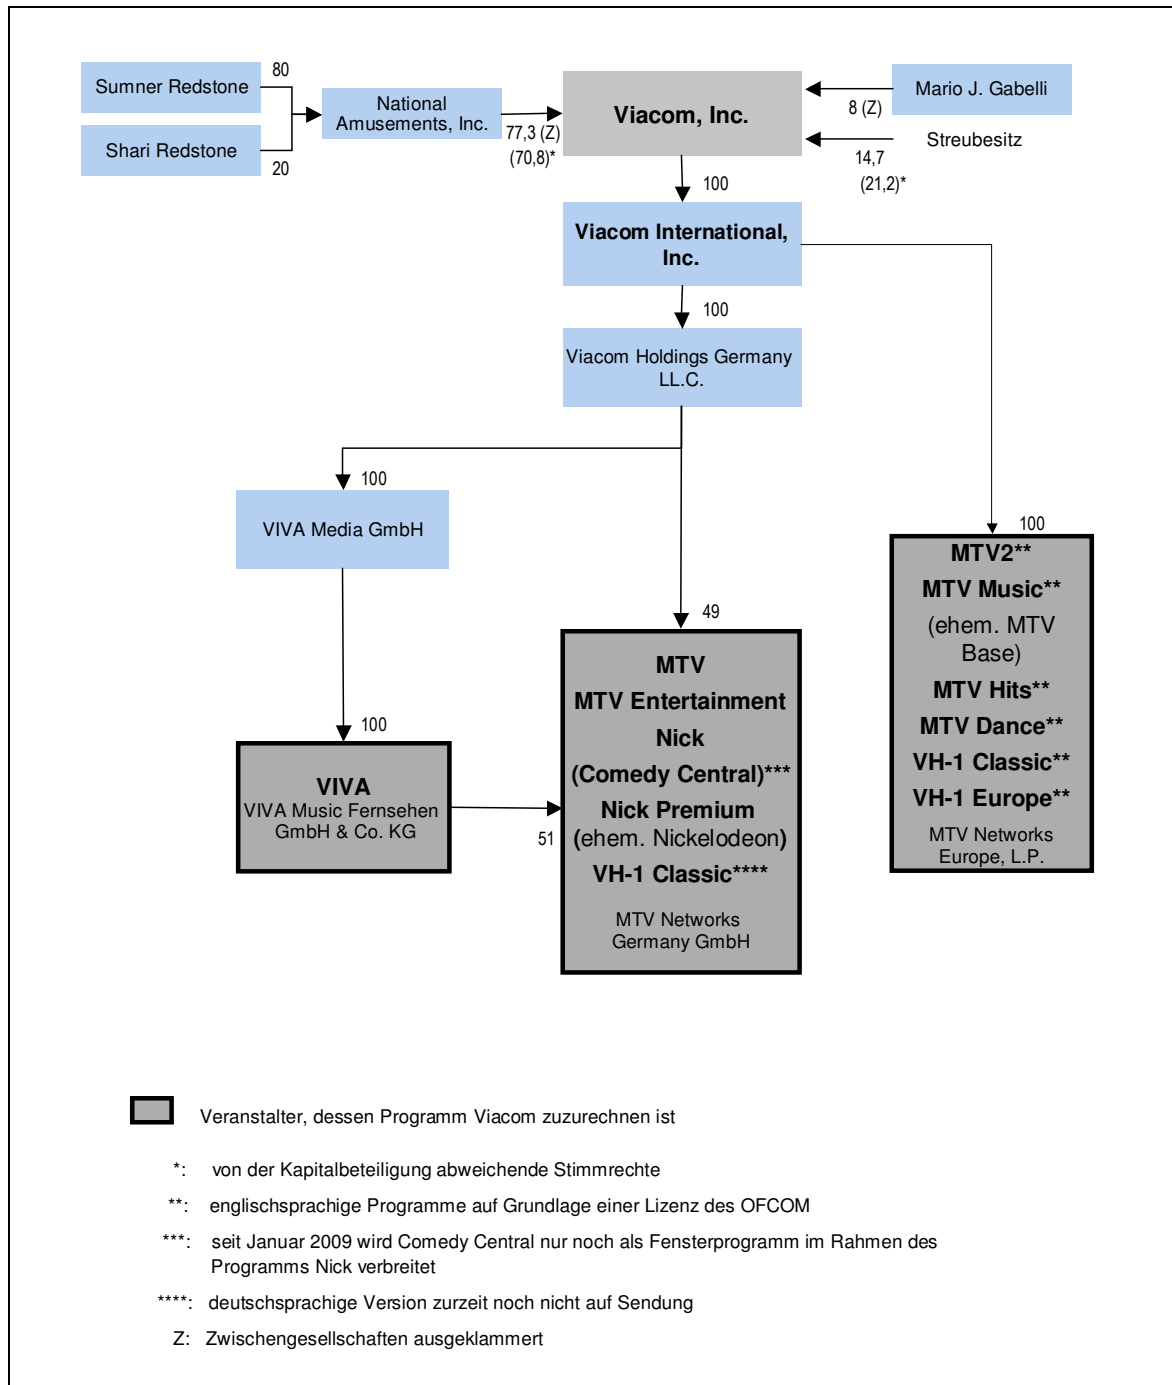 Sumner Redstone
80
Shari Redstone
20
National
Amusements, Inc.
77,3 (Z)
(70,8)*
Viacom, Inc.
Mario J. Gabelli
8 (Z)
Streubesitz
14,7
(21,2)*
100
Viacom International,
Inc.
100
Viacom Holdings Germany
LL.C.
100
VIVA Media GmbH
100
VIVA
VIVA Music Fernsehen
GmbH & Co. KG
51
49
MTV
MTV Entertainment
Nick
(Comedy Central)***
Nick Premium
(ehem. Nickelodeon)
VH-1 Classic****
MTV Networks
Germany GmbH
100
MTV2**
MTV Music**
(ehem. MTV
Base)
MTV Hits**
MTV Dance**
VH-1 Classic**
VH-1 Europe**
MTV Networks
Europe, L.P.
Veranstalter, dessen Programm Viacom zuzurechnen ist
*: von der Kapitalbeteiligung abweichende Stimmrechte
**: englischsprachige Programme auf Grundlage einer Lizenz des OFCOM
***: seit Januar 2009 wird Comedy Central nur noch als Fensterprogramm im Rahmen des
Programms Nick verbreitet
****: deutschsprachige Version zurzeit noch nicht auf Sendung
Z: Zwischengesellschaften ausgeklammert